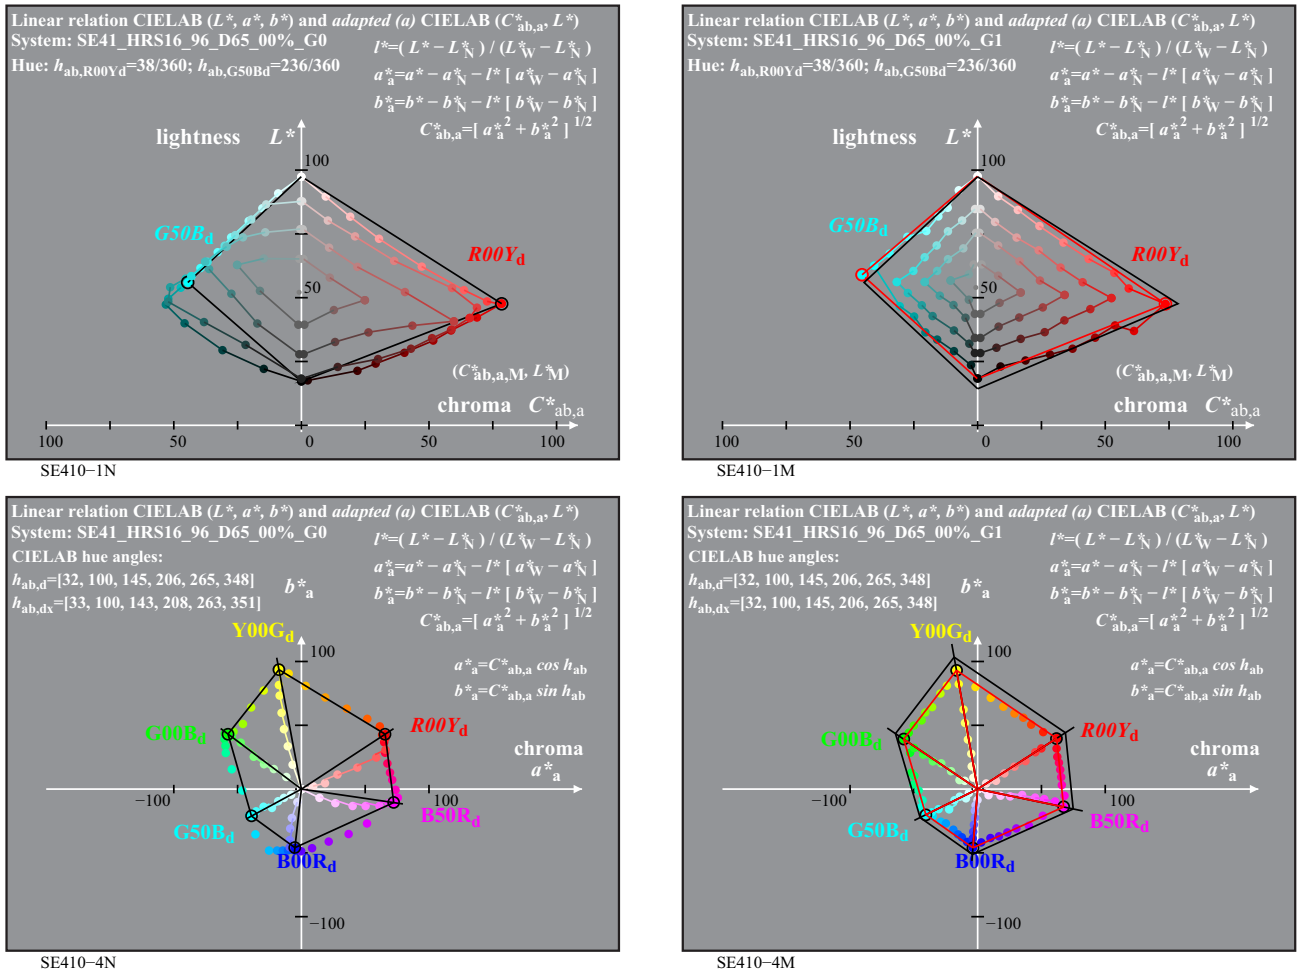 Linear relation CIELAB (L*, a*, b*) and adapted (a) CIELAB (C*ab,a, L*)
System: SE41_HRS16_96_D65_00%_G0
l*=( L* − L*N ) / (L*W − L*N )
Hue: hab,R00Yd=38/360; hab,G50Bd=236/360
a*a=a* − a*N − l* [ a*W − a*N ]
b*a=b* − b*N − l* [ b*W − b*N ]
C*ab,a=[ a*a 2 + b*a 2 ] 1/2
lightness L*
100
G50Bd
R00Yd
50
(C*ab,a,M, L*M)
chroma C*ab,a
100 50 0 50 100
SE410−1N
Linear relation CIELAB (L*, a*, b*) and adapted (a) CIELAB (C*ab,a, L*)
System: SE41_HRS16_96_D65_00%_G1
l*=( L* − L*N ) / (L*W − L*N )
Hue: hab,R00Yd=38/360; hab,G50Bd=236/360
a*a=a* − a*N − l* [ a*W − a*N ]
b*a=b* − b*N − l* [ b*W − b*N ]
C*ab,a=[ a*a 2 + b*a 2 ] 1/2
lightness L*
100
G50Bd
R00Yd
50
(C*ab,a,M, L*M)
chroma C*ab,a
100 50 0 50 100
SE410−1M
Linear relation CIELAB (L*, a*, b*) and adapted (a) CIELAB (C*ab,a, L*)
System: SE41_HRS16_96_D65_00%_G0
l*=( L* − L*N ) / (L*W − L*N )
CIELAB hue angles:
a*a=a* − a*N − l* [ a*W − a*N ]
hab,d=[32, 100, 145, 206, 265, 348]
b*a
b*a=b* − b*N − l* [ b*W − b*N ]
hab,dx=[33, 100, 143, 208, 263, 351]
C*ab,a=[ a*a 2 + b*a 2 ] 1/2
Y00Gd
100
a*a=C*ab,a cos hab
b*a=C*ab,a sin hab
G00Bd
R00Yd
chroma
a*a
−100
100
B50Rd
G50Bd
B00Rd
−100
SE410−4N
Linear relation CIELAB (L*, a*, b*) and adapted (a) CIELAB (C*ab,a, L*)
System: SE41_HRS16_96_D65_00%_G1
l*=( L* − L*N ) / (L*W − L*N )
CIELAB hue angles:
a*a=a* − a*N − l* [ a*W − a*N ]
hab,d=[32, 100, 145, 206, 265, 348]
b*a
b*a=b* − b*N − l* [ b*W − b*N ]
hab,dx=[32, 100, 145, 206, 265, 348]
C*ab,a=[ a*a 2 + b*a 2 ] 1/2
Y00Gd
100
a*a=C*ab,a cos hab
b*a=C*ab,a sin hab
G00Bd
R00Yd
chroma
a*a
−100
100
G50Bd
B50Rd
B00Rd
−100
SE410−4M